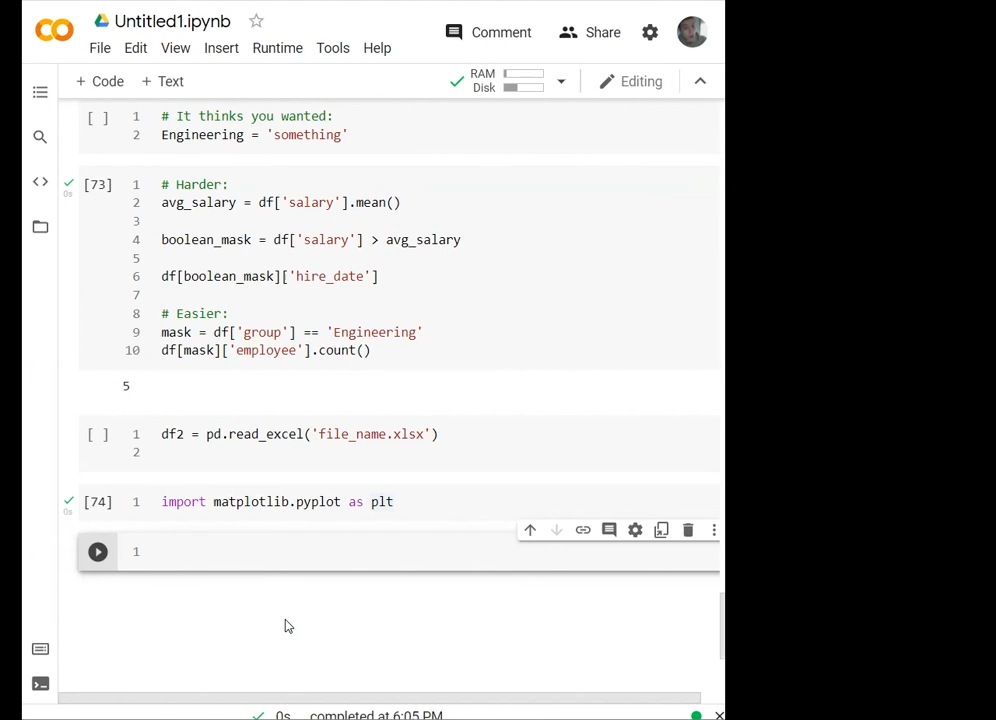 CO Untitled1.ipynb
File Edit View Insert Runtime Tools Help
Comment Share
+ Code + Text
RAM
Disk
Editing
[ ] 1 # It thinks you wanted:
2 Engineering = 'something'
[73] 1 # Harder:
0s
2 avg_salary = df['salary'].mean()
3
4 boolean_mask = df['salary'] > avg_salary
5
6 df[boolean_mask]['hire_date']
7
8 # Easier:
9 mask = df['group'] == 'Engineering'
10 df[mask]['employee'].count()
5
[ ] 1 df2 = pd.read_excel('file_name.xlsx')
2
[74] 1 import matplotlib.pyplot as plt
0s
1
0s completed at 6:05 PM